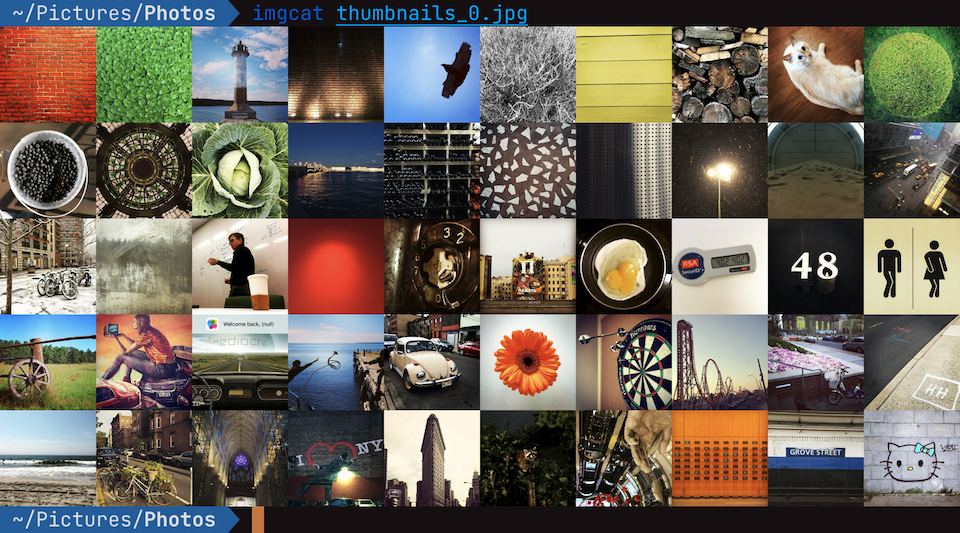 ~/Pictures/Photos imgcat thumbnails_0.jpg
3 2
RSA
SecurID
48
Welcome back, (null)
mediocre
HH
I NY
GROVE STREET
~/Pictures/Photos